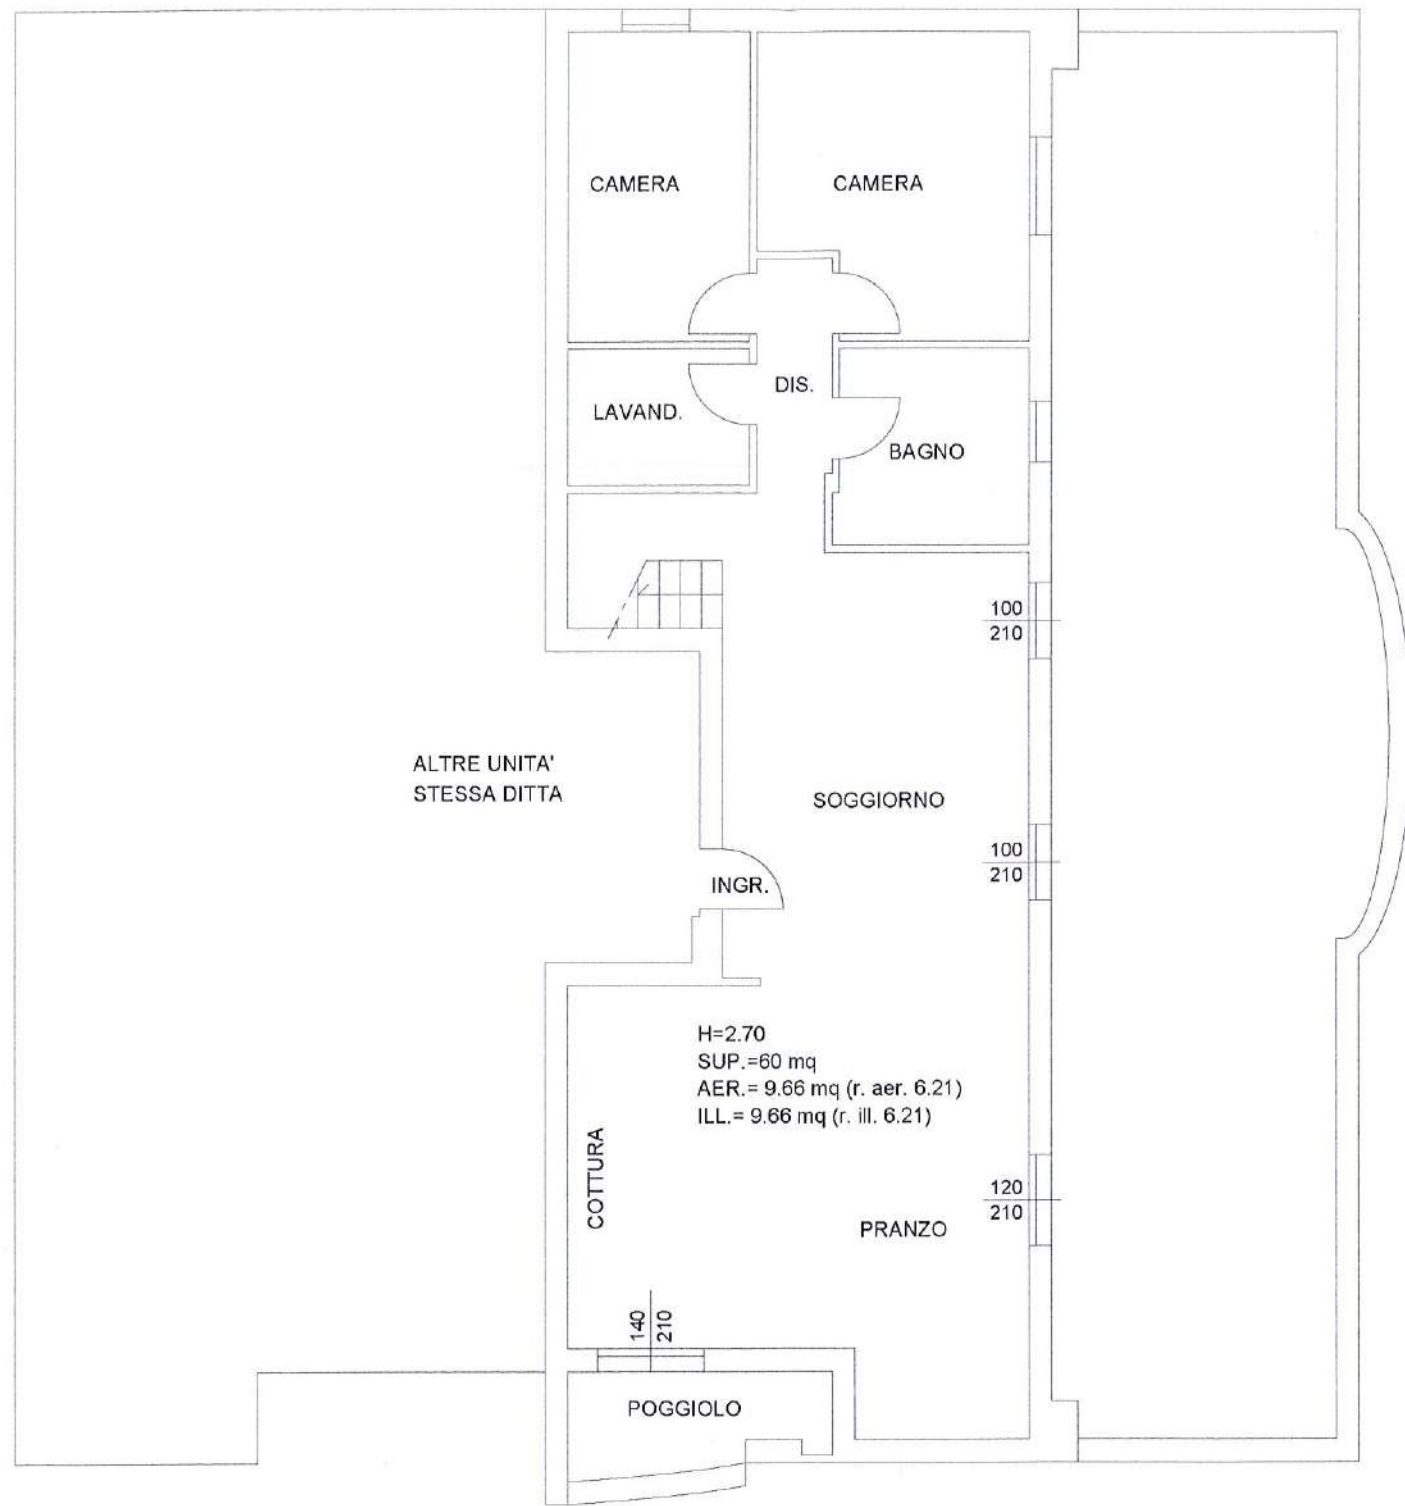 CAMERA
CAMERA
DIS.
LAVAND.
BAGNO
100
210
ALTRE UNITA'
STESSA DITTA
SOGGIORNO
100
210
INGR.
H=2.70
SUP.=60 mq
AER.= 9.66 mq (r. aer. 6.21)
ILL.= 9.66 mq (r. ill. 6.21)
COTTURA
120
210
PRANZO
140
210
POGGIOLO